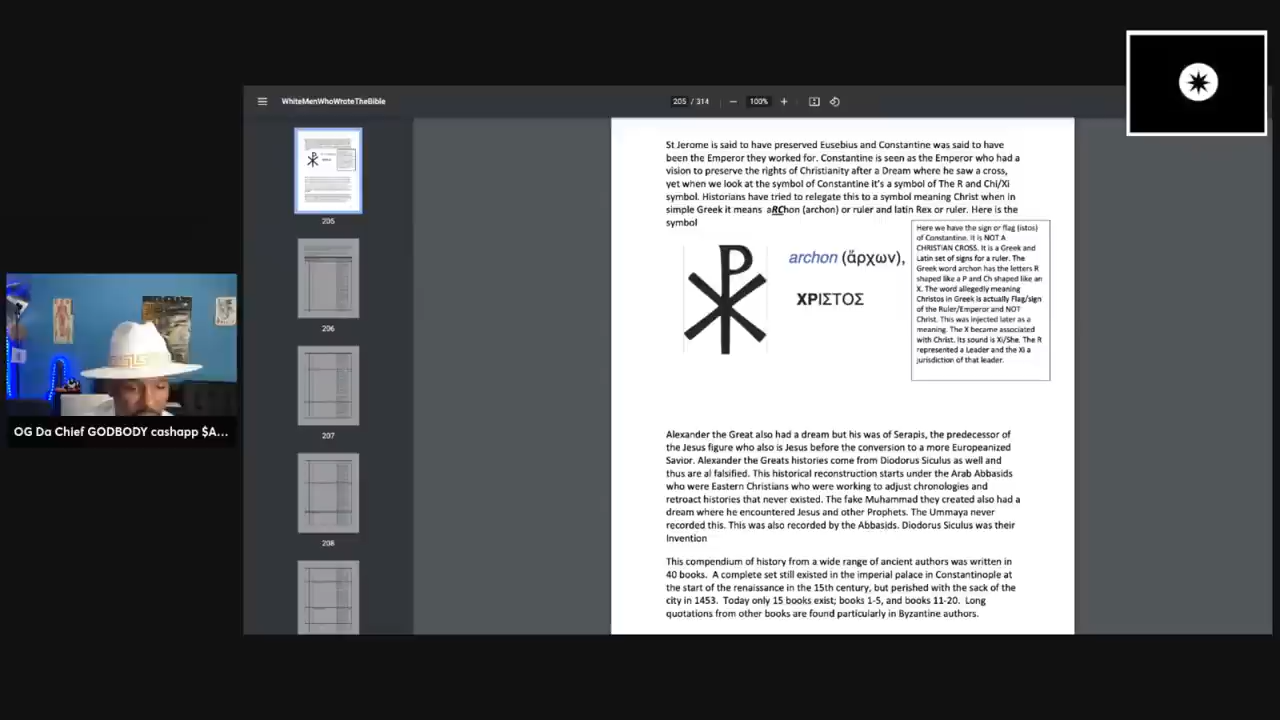 WhiteMenWhoWroteTheBible
205 / 314
100%
St Jerome is said to have preserved Eusebius and Constantine was said to have
been the Emperor they worked for. Constantine is seen as the Emperor who had a
vision to preserve the rights of Christianity after a Dream where he saw a cross,
yet when we look at the symbol of Constantine it's a symbol of The R and Chi/Xi
symbol. Historians have tried to relegate this to a symbol meaning Christ when in
simple Greek it means aRChon (archon) or ruler and latin Rex or ruler. Here is the
symbol
archon (ἄρχων),
ΧΡΙΣΤΟΣ
Here we have the sign or flag (istos)
of Constantine. It is NOT A
CHRISTIAN CROSS. It is a Greek and
Latin set of signs for a ruler. The
Greek word archon has the letters R
shaped like a P and Ch shaped like an
X. The word allegedly meaning
Christos in Greek is actually Flag/sign
of the Ruler/Emperor and NOT
Christ. This was injected later as a
meaning. The X became associated
with Christ. Its sound is Xi/She. The R
represented a Leader and the Xi a
jurisdiction of that leader.
Alexander the Great also had a dream but his was of Serapis, the predecessor of
the Jesus figure who also is Jesus before the conversion to a more Europeanized
Savior. Alexander the Greats histories come from Diodorus Siculus as well and
thus are al falsified. This historical reconstruction starts under the Arab Abbasids
who were Eastern Christians who were working to adjust chronologies and
retroact histories that never existed. The fake Muhammad they created also had a
dream where he encountered Jesus and other Prophets. The Ummaya never
recorded this. This was also recorded by the Abbasids. Diodorus Siculus was their
Invention
This compendium of history from a wide range of ancient authors was written in
40 books. A complete set still existed in the imperial palace in Constantinople at
the start of the renaissance in the 15th century, but perished with the sack of the
city in 1453. Today only 15 books exist; books 1-5, and books 11-20. Long
quotations from other books are found particularly in Byzantine authors.
205
206
207
208
OG Da Chief GODBODY cashapp $A...